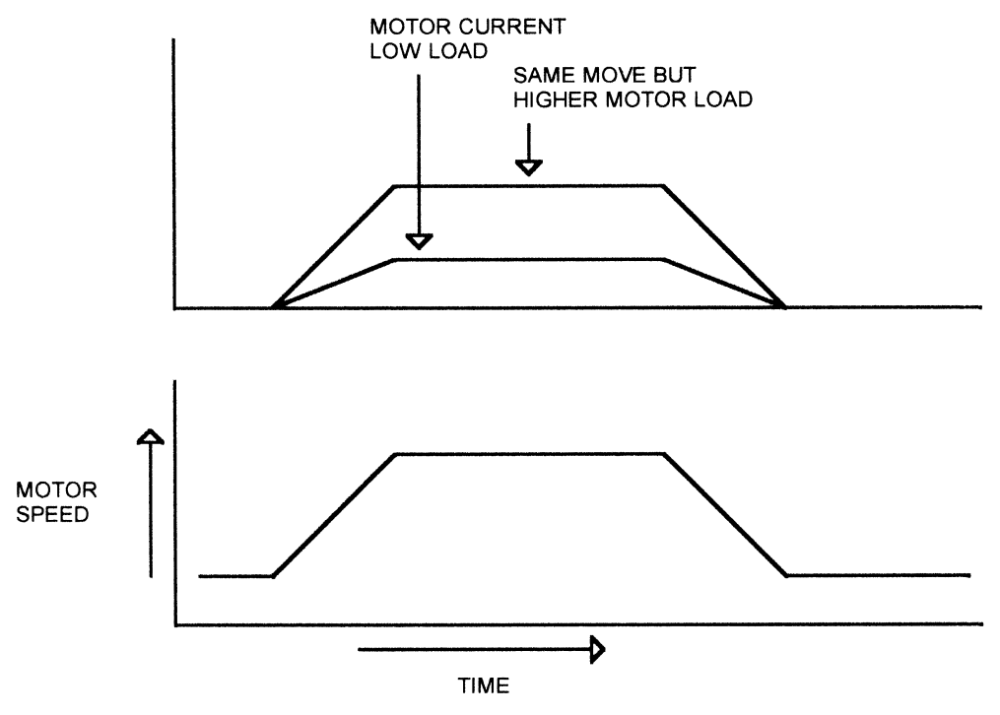 MOTOR CURRENT
LOW LOAD
SAME MOVE BUT
HIGHER MOTOR LOAD
MOTOR
SPEED
TIME